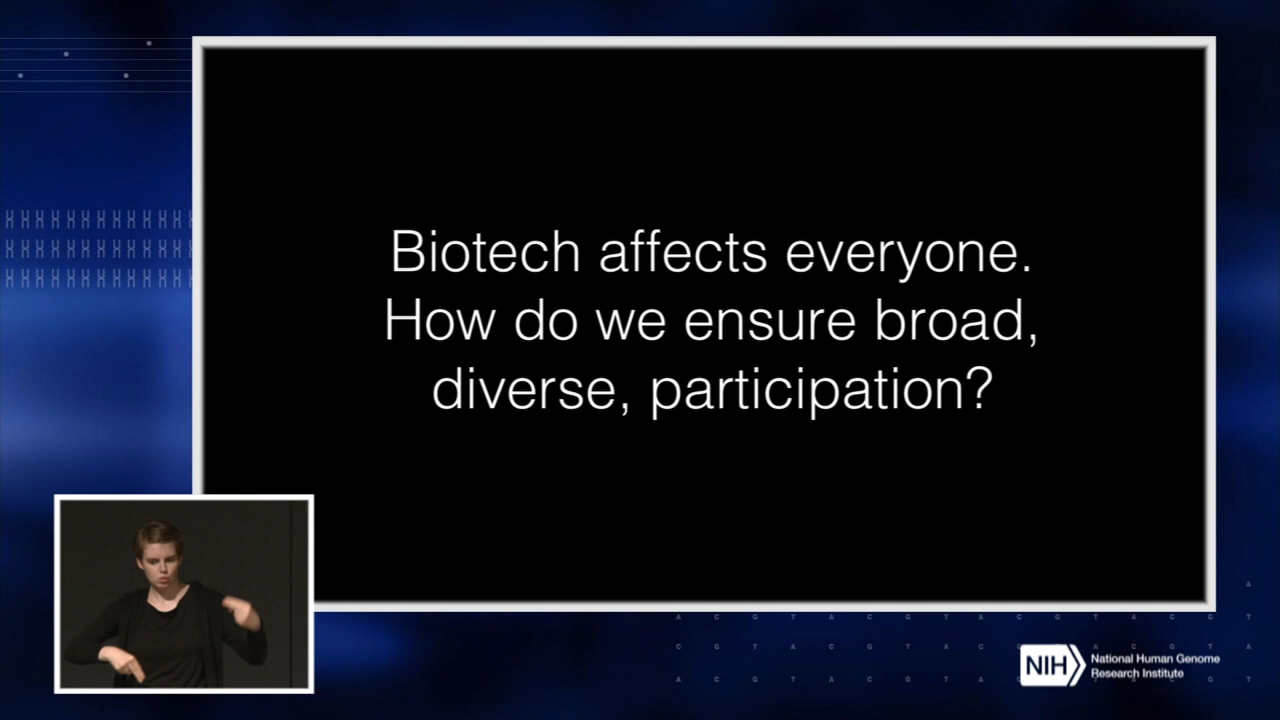 Biotech affects everyone.
How do we ensure broad,
diverse, participation?
A
A C G T A C G T A C G T A C G T
C G T A C G T A C G A C G T A
A C G T A C G T A C G T A C G T
NIH
National Human Genome
Research Institute